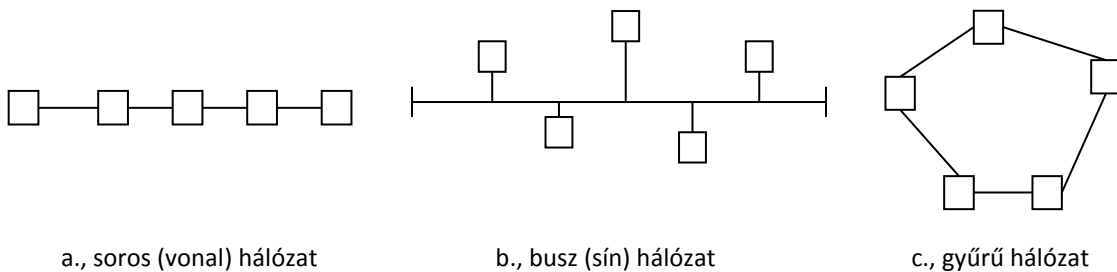 a., soros (vonal) hálózat
b., busz (sín) hálózat
c., gyűrű hálózat